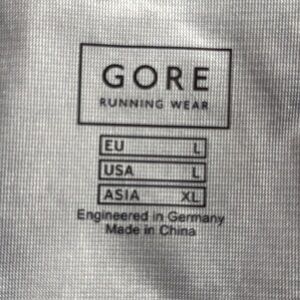 GORE
RUNNING WEAR
EU L
USA L
ASIA XL
Engineered in Germany
Made in China